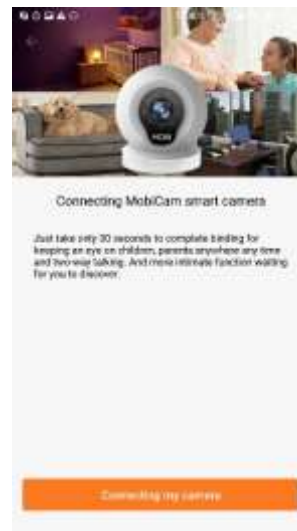 MOBI
Connecting MobiCam smart camera
Just take only 30 seconds to complete binding for
keeping an eye on children, parents anywhere any time
and two-way talking. And more intimate function waiting
for you to discover.
Connecting my camera